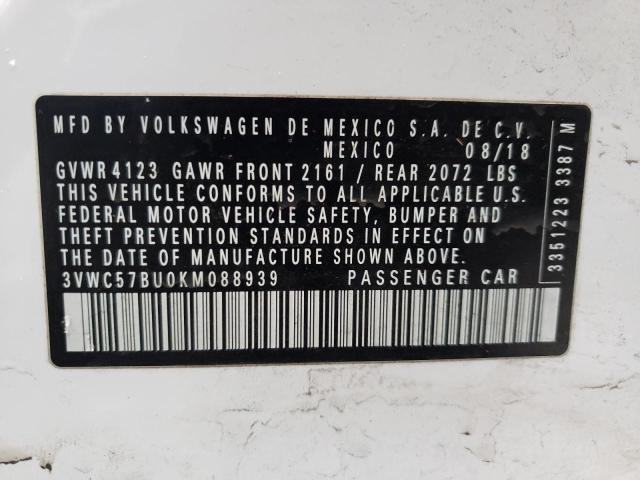 MFD BY VOLKSWAGEN DE MEXICO S.A. DE C.V.
MEXICO 08/18
GVWR 4123 GAWR FRONT 2161 / REAR 2072 LBS
THIS VEHICLE CONFORMS TO ALL APPLICABLE U.S.
FEDERAL MOTOR VEHICLE SAFETY, BUMPER AND
THEFT PREVENTION STANDARDS IN EFFECT ON
THE DATE OF MANUFACTURE SHOWN ABOVE.
3VWC57BU0KM088939 PASSENGER CAR
3351223 3387 M